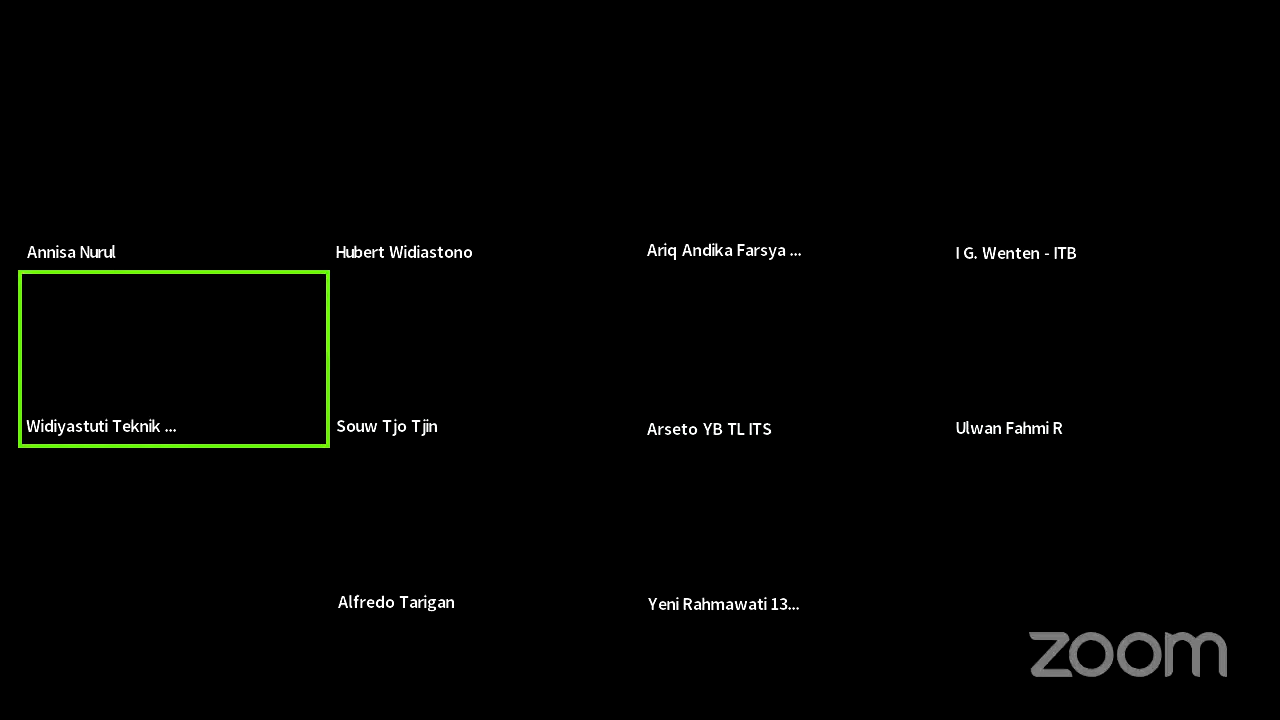 Annisa Nurul
Hubert Widiastono
Ariq Andika Farsya ...
I G. Wenten - ITB
Widiyastuti Teknik ...
Souw Tjo Tjin
Arseto YB TL ITS
Ulwan Fahmi R
Alfredo Tarigan
Yeni Rahmawati 13...
zoom